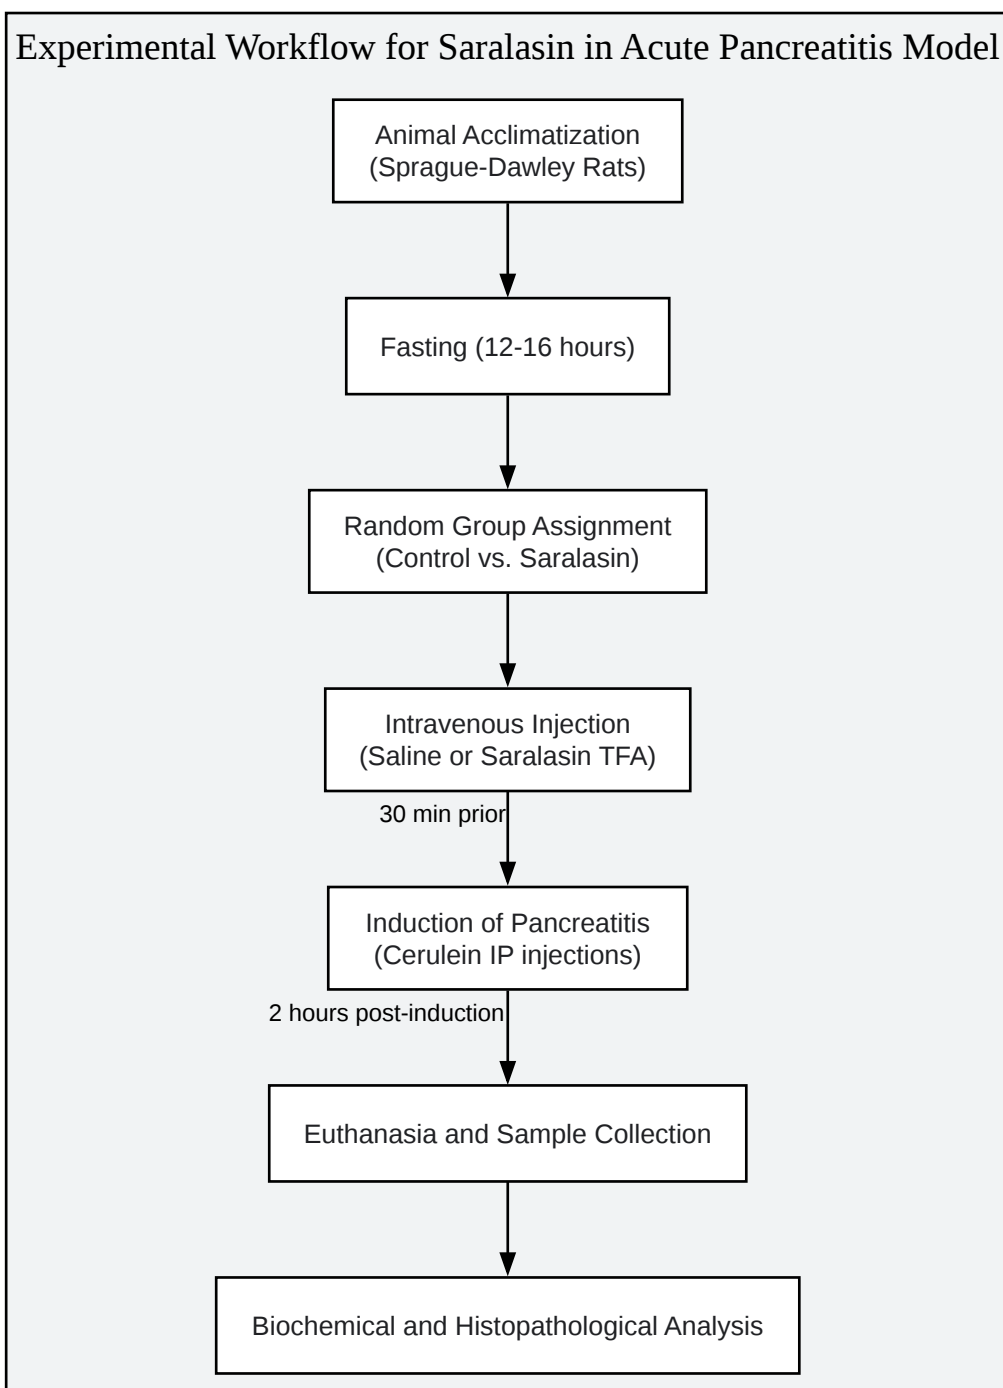 Experimental Workflow for Saralasin in Acute Pancreatitis Model
Animal Acclimatization
(Sprague-Dawley Rats)
Fasting (12-16 hours)
Random Group Assignment
(Control vs. Saralasin)
Intravenous Injection
(Saline or Saralasin TFA)
30 min prior
Induction of Pancreatitis
(Cerulein IP injections)
2 hours post-induction
Euthanasia and Sample Collection
Biochemical and Histopathological Analysis